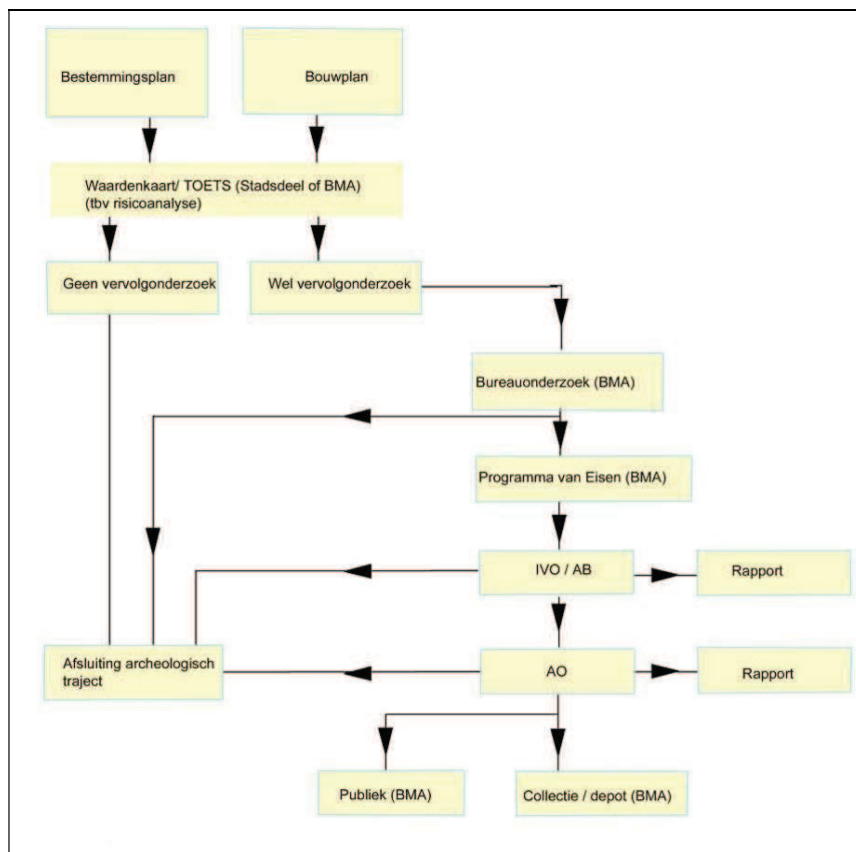 Bestemmingsplan
Bouwplan
Waardenkaart/ TOETS (Stadsdeel of BMA)
(tbv risicoanalyse)
Geen vervolgonderzoek
Wel vervolgonderzoek
Bureauonderzoek (BMA)
Programma van Eisen (BMA)
IVO / AB
Rapport
Afsluiting archeologisch
traject
AO
Rapport
Publiek (BMA)
Collectie / depot (BMA)